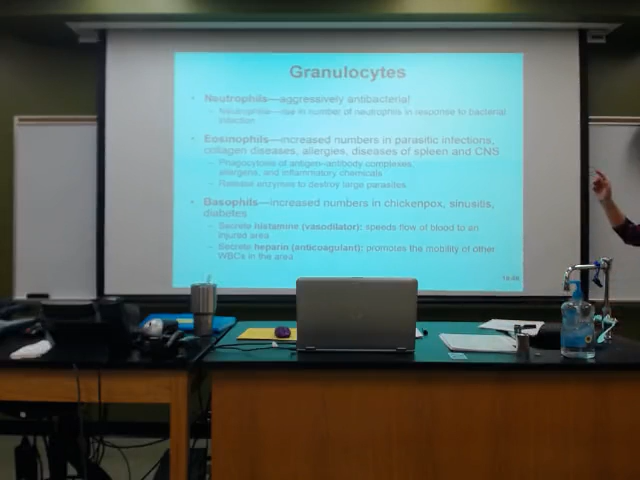 Granulocytes
• Neutrophils—aggressively antibacterial
– Neutrophilia—rise in number of neutrophils in response to bacterial
infection
• Eosinophils—increased numbers in parasitic infections,
collagen diseases, allergies, diseases of spleen and CNS
– Phagocytosis of antigen–antibody complexes,
allergens, and inflammatory chemicals
– Release enzymes to destroy large parasites
• Basophils—increased numbers in chickenpox, sinusitis,
diabetes
– Secrete histamine (vasodilator): speeds flow of blood to an
injured area
– Secrete heparin (anticoagulant): promotes the mobility of other
WBCs in the area